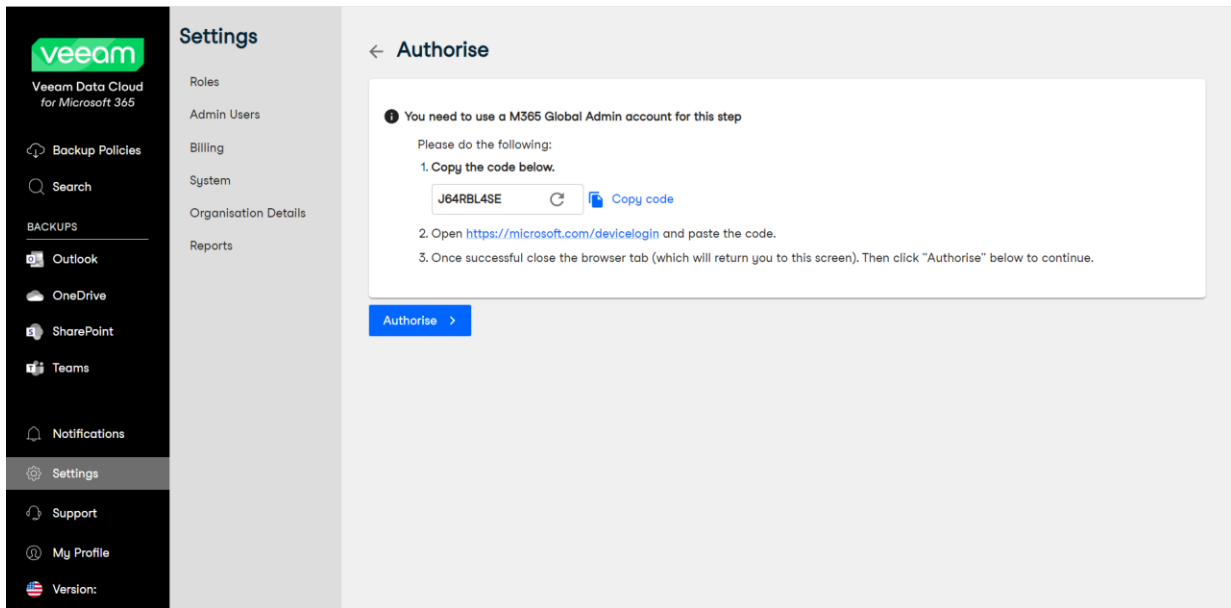 veeam
Veeam Data Cloud
for Microsoft 365
Backup Policies
Search
BACKUPS
Outlook
OneDrive
SharePoint
Teams
Notifications
Settings
Support
My Profile
Version:
Settings
Roles
Admin Users
Billing
System
Organisation Details
Reports
← Authorise
You need to use a M365 Global Admin account for this step
Please do the following:
1. Copy the code below.
J64RBL4SE Copy code
2. Open https://microsoft.com/devicelogin and paste the code.
3. Once successful close the browser tab (which will return you to this screen). Then click "Authorise" below to continue.
Authorise >